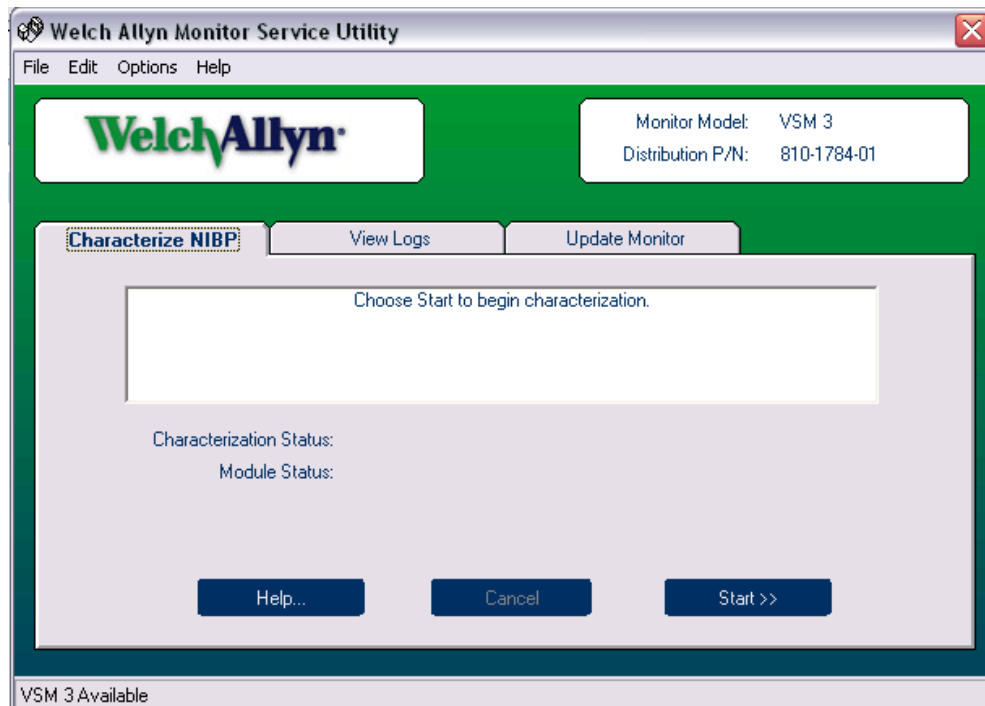 Welch Allyn Monitor Service Utility
File Edit Options Help
WelchAllyn
Monitor Model: VSM 3
Distribution P/N: 810-1784-01
Characterize NIBP View Logs Update Monitor
Choose Start to begin characterization.
Characterization Status:
Module Status:
Help... Cancel Start >>
VSM 3 Available